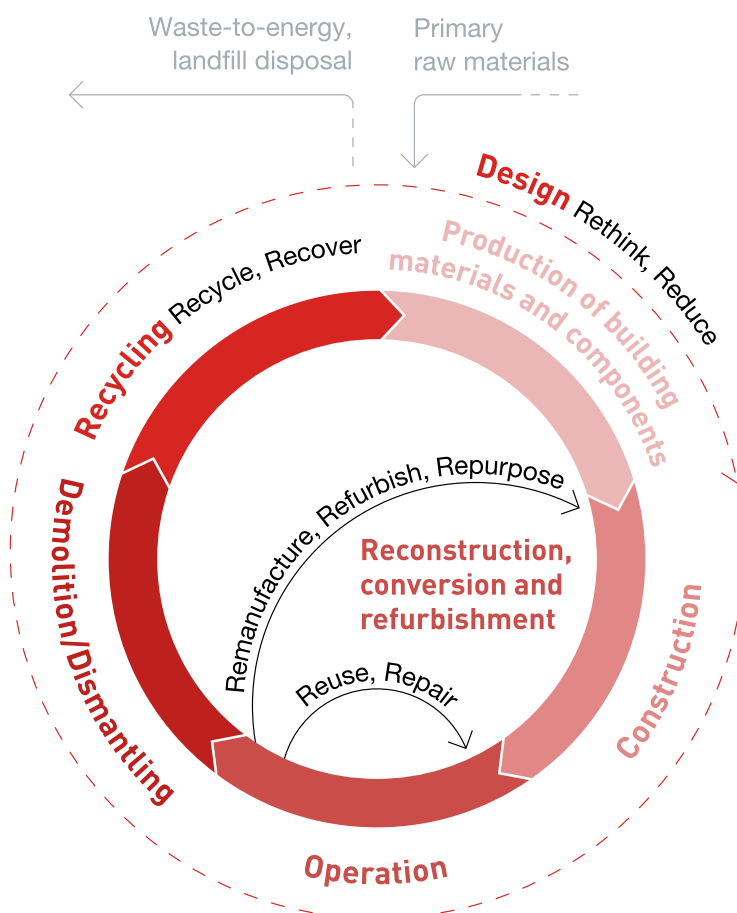 Waste-to-energy,
landfill disposal
Primary
raw materials
Design Rethink, Reduce
Production of building
materials and components
Recycling Recycle, Recover
Remanufacture, Refurbish, Repurpose
Reconstruction,
conversion and
refurbishment
Reuse, Repair
Construction
Demolition/Dismantling
Operation